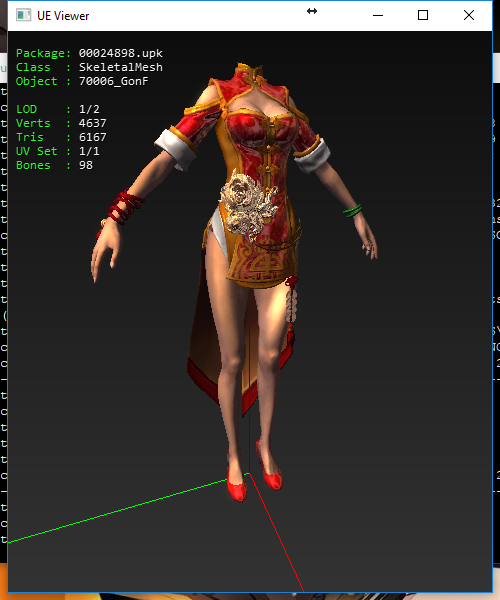 UE Viewer
Package: 00024898.upk
Class : SkeletalMesh
Object : 70006_GonF
LOD : 1/2
Verts : 4637
Tris : 6167
UV Set : 1/1
Bones : 98